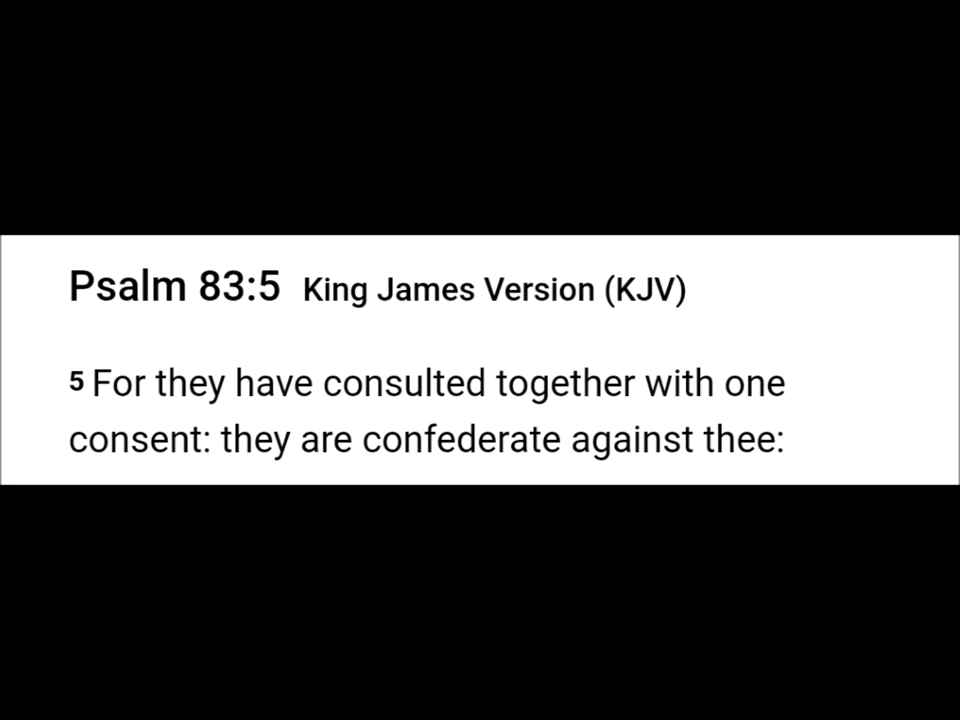 Psalm 83:5 King James Version (KJV)
5 For they have consulted together with one
consent: they are confederate against thee: